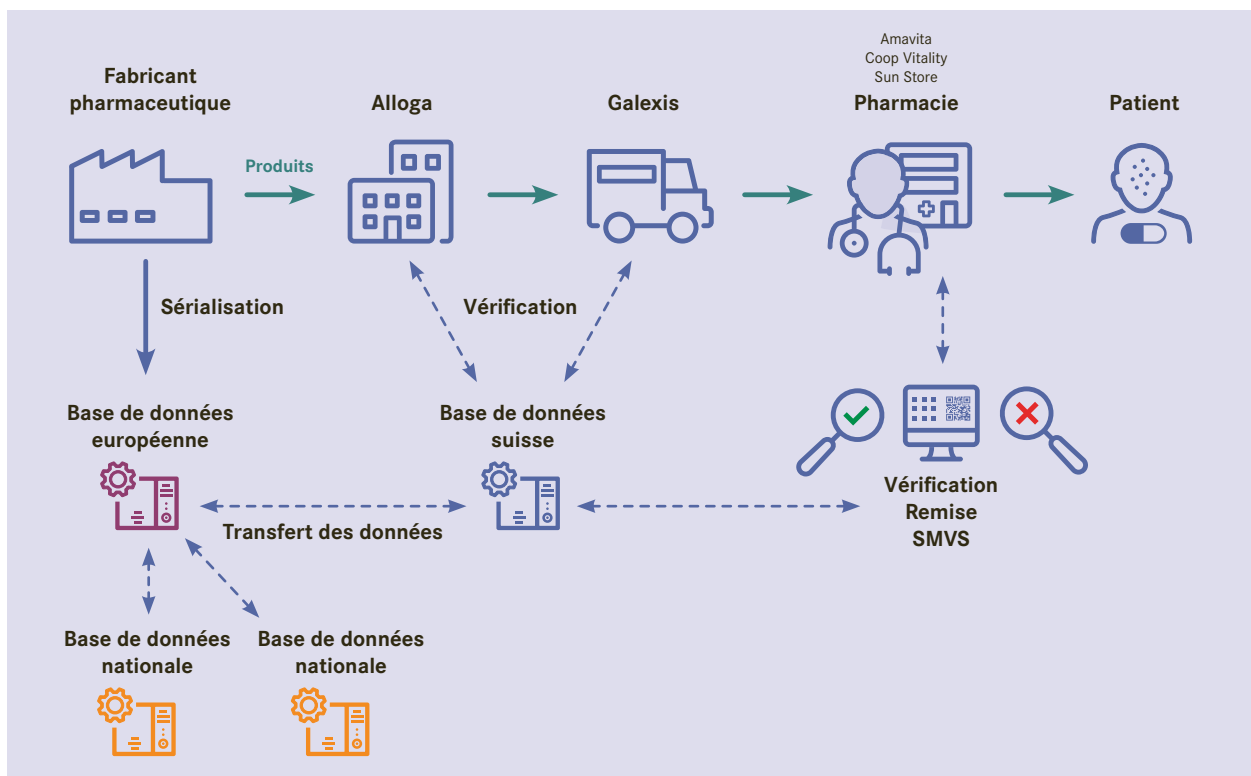 Amavita
Coop Vitality
Sun Store
Fabricant
pharmaceutique
Alloga
Galexis
Pharmacie
Patient
Produits
Sérialisation
Vérification
Base de données
européenne
Base de données
suisse
Vérification
Remise
SMVS
Transfert des données
Base de données
nationale
Base de données
nationale